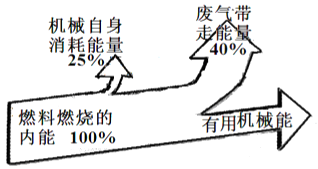 机械自身
消耗能量
25%
废气带
走能量
40%
燃料燃烧的
内能 100%
有用机械能